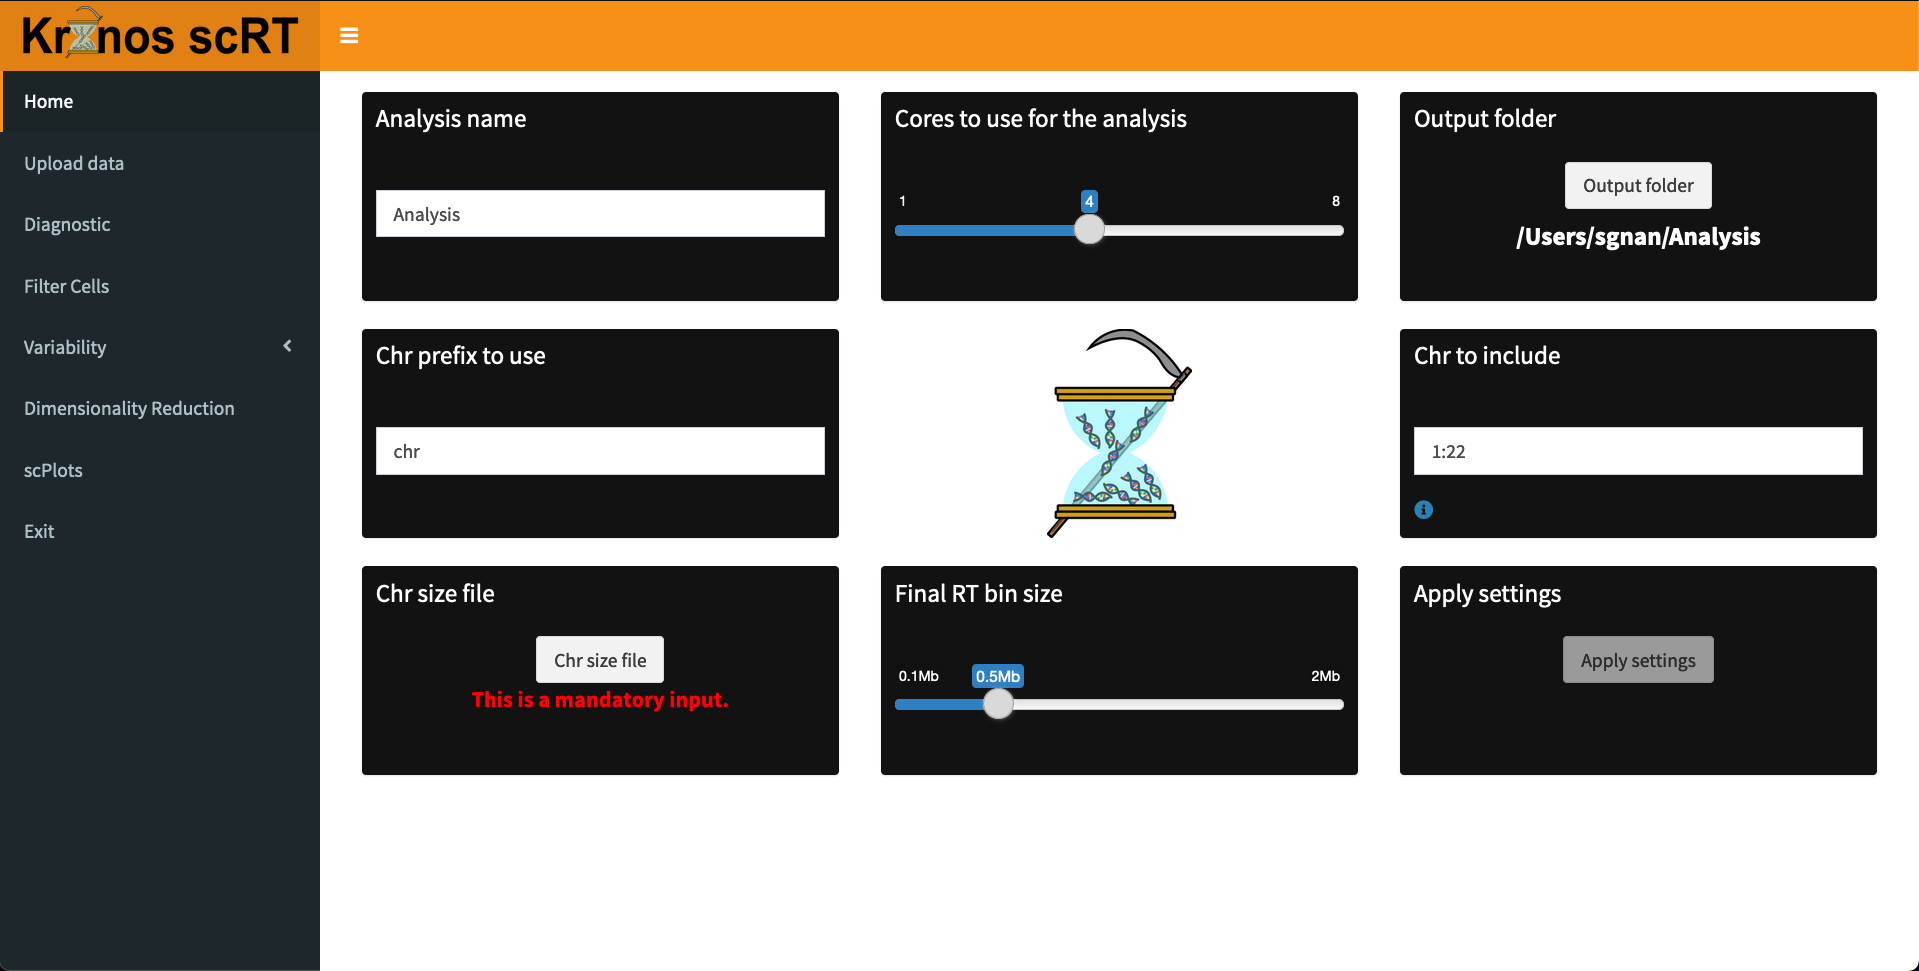 Kronos scRT
Home
Upload data
Diagnostic
Filter Cells
Variability
Dimensionality Reduction
scPlots
Exit
Analysis name
Analysis
Cores to use for the analysis
1
4
8
Output folder
Output folder
/Users/sgnan/Analysis
Chr prefix to use
chr
Chr to include
1:22
Chr size file
Chr size file
This is a mandatory input.
Final RT bin size
0.1Mb
0.5Mb
2Mb
Apply settings
Apply settings